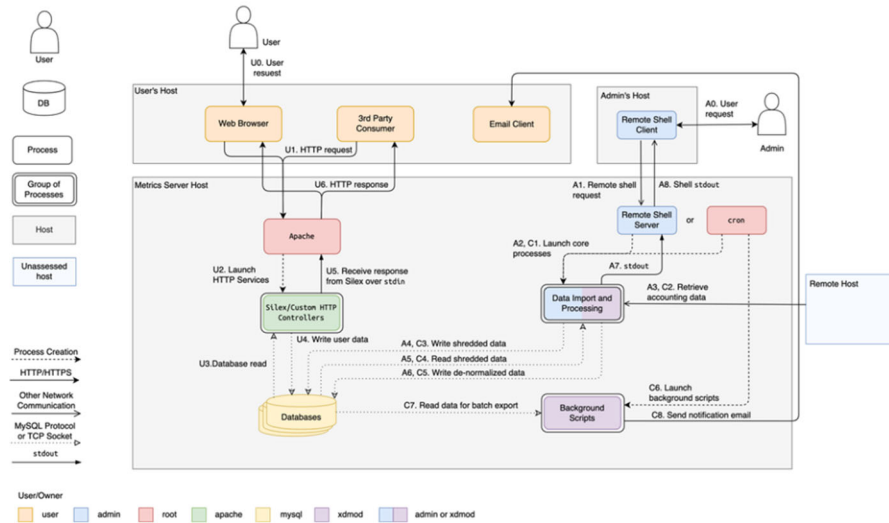 User
DB
Process
Group of
Processes
Host
Unassessed
host
Process Creation
HTTP/HTTPS
Other Network
Communication
MySQL Protocol
or TCP Socket
stdout
User
U0. User
resuest
User's Host
Web Browser
3rd Party
Consumer
Email Client
U1. HTTP request
Admin's Host
Remote Shell
Client
A0. User
request
Admin
Metrics Server Host
U6. HTTP response
A1. Remote shell
request
A8. Shell stdout
Apache
Remote Shell
Server
or
cron
U2. Launch
HTTP Services
U5. Receive response
from Silex over stdin
A2, C1. Launch core
processes
A7. stdout
A3, C2. Retrieve
accounting data
Remote Host
Silex/Custom HTTP
Controllers
Data Import and
Processing
U4. Write user data
U3.Database read
A4, C3. Write shredded data
A5, C4. Read shredded data
A6, C5. Write de-normalized data
C6. Launch
background scripts
Databases
C7. Read data for batch export
Background
Scripts
C8. Send notification email
User/Owner
user
admin
root
apache
mysql
xdmod
admin or xdmod